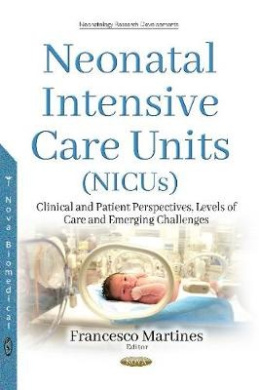 Neonatology Research Developments
Neonatal
Intensive
Care Units
(NICUs)
Clinical and Patient Perspectives, Levels of
Care and Emerging Challenges
Nova Biomedical
Francesco Martines
Editor
NOVA